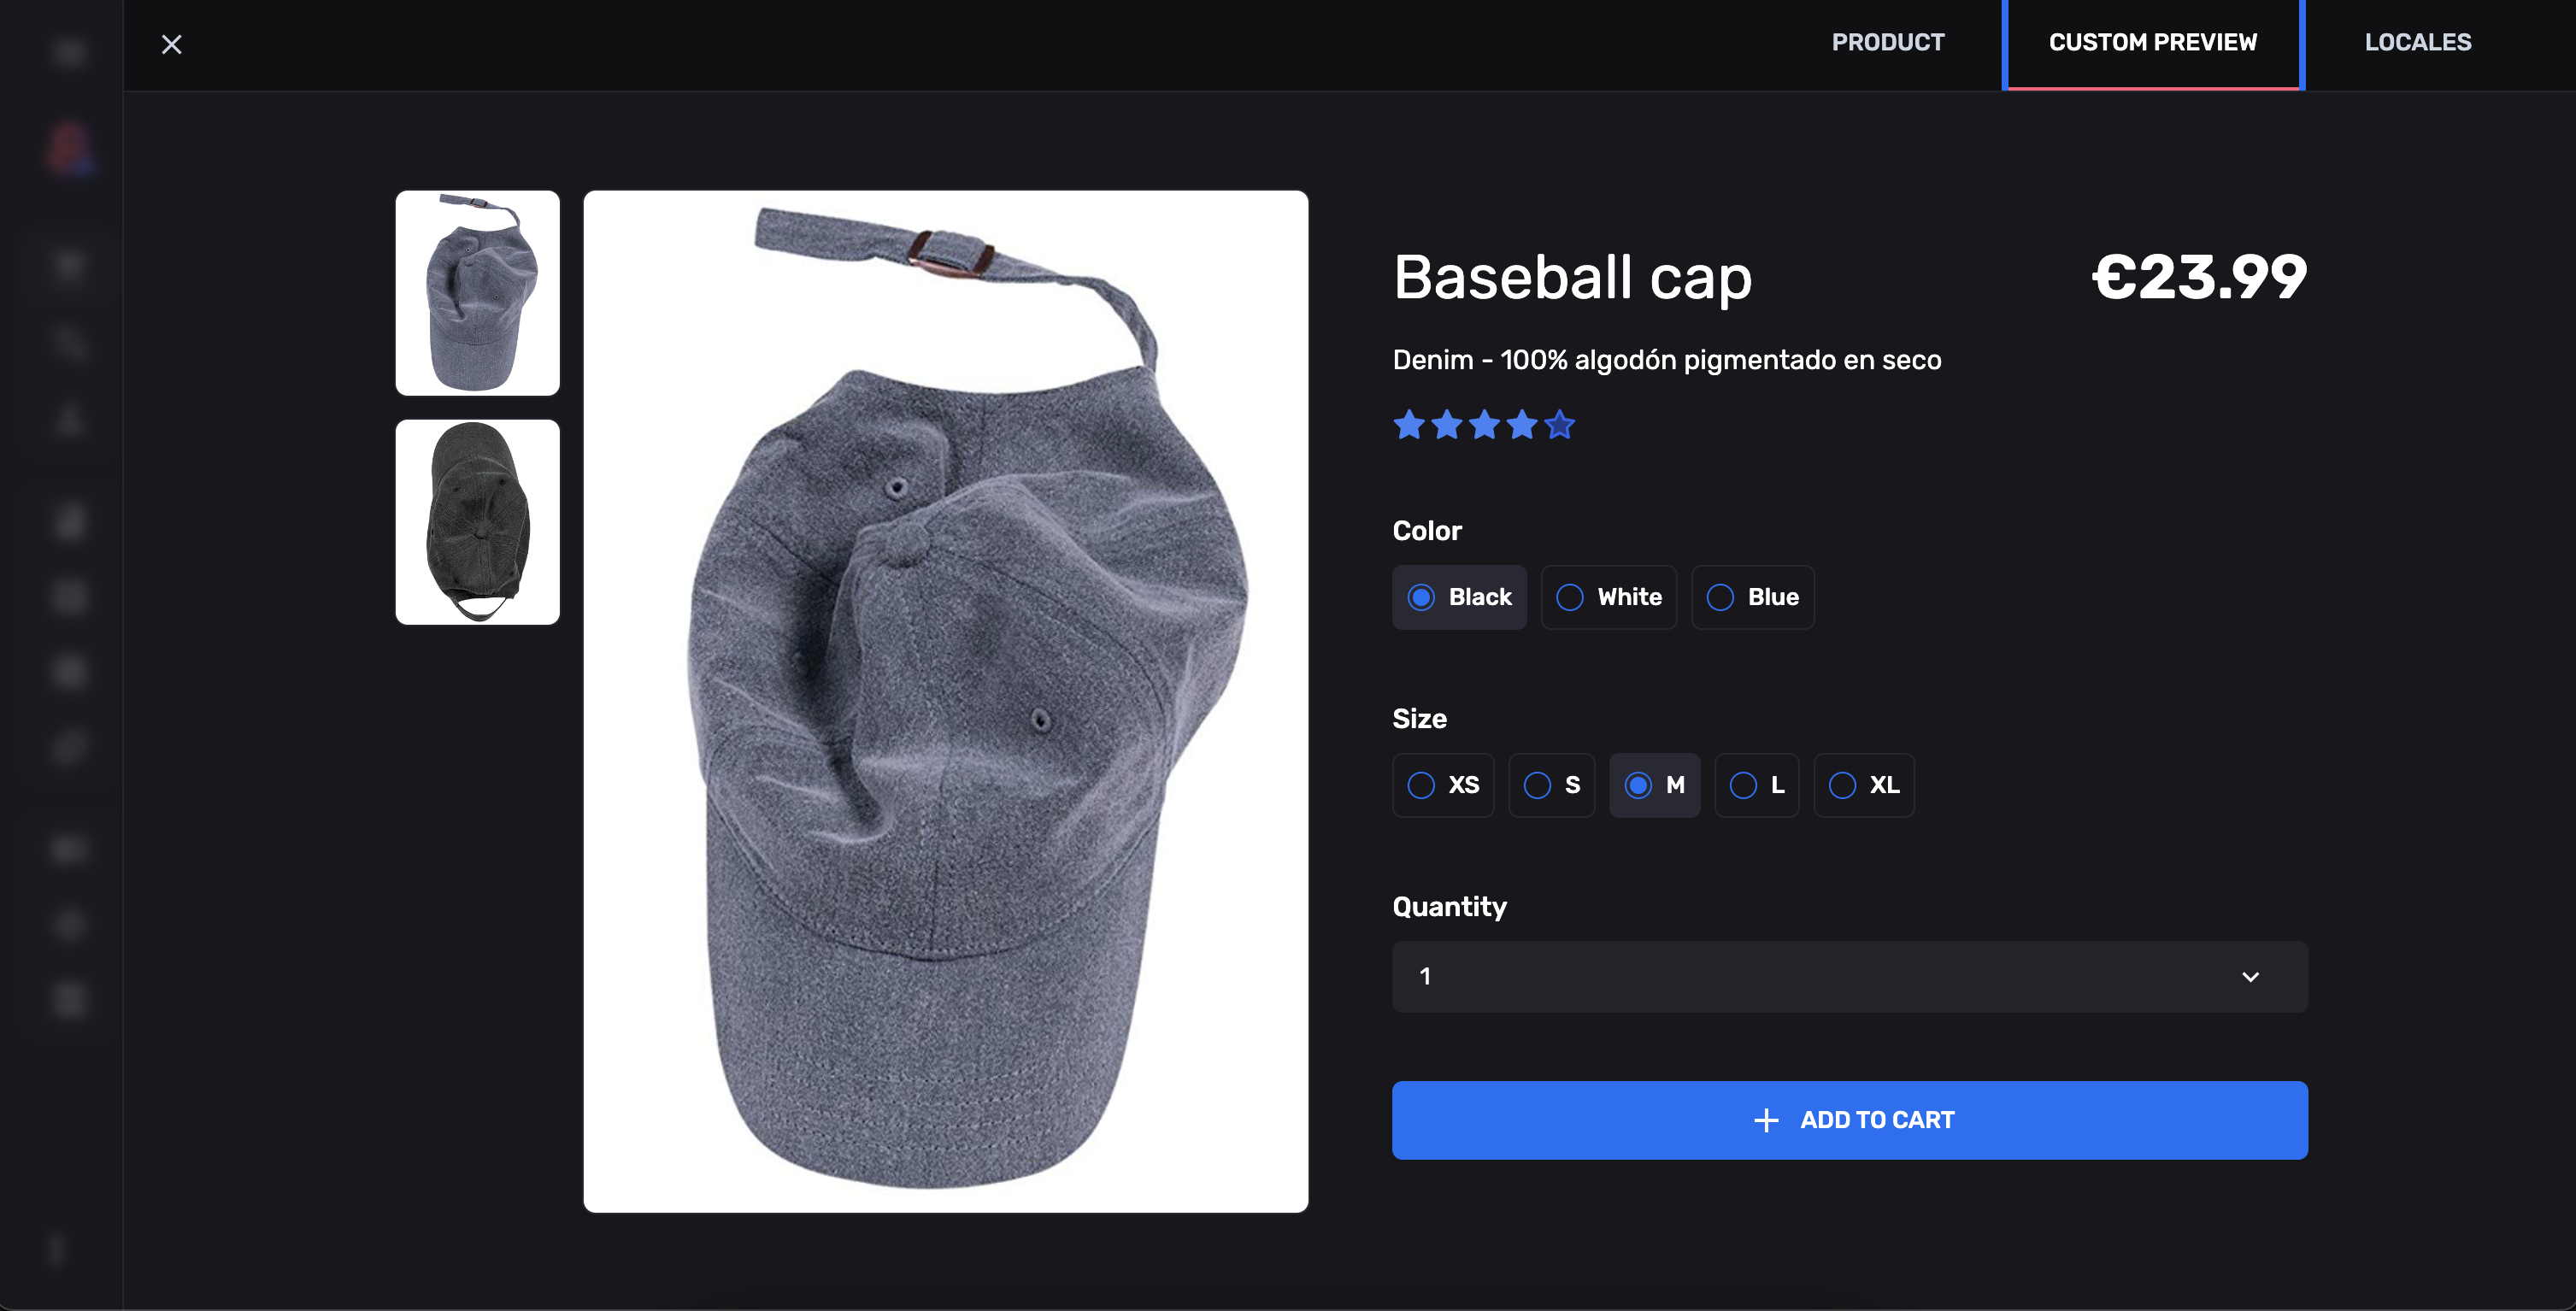 PRODUCT
CUSTOM PREVIEW
LOCALES
Baseball cap
€23.99
Denim - 100% algodón pigmentado en seco
Color
Black
White
Blue
Size
XS
S
M
L
XL
Quantity
1
ADD TO CART